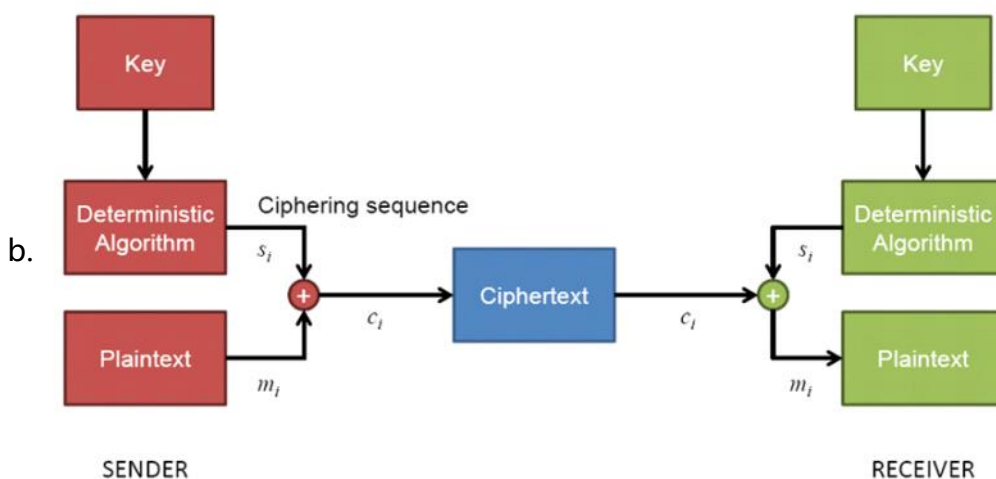 Key
Key
Deterministic
Algorithm
Ciphering sequence
Deterministic
Algorithm
b.
s_i
s_i
+
+
Ciphertext
c_i
c_i
Plaintext
Plaintext
m_i
m_i
SENDER
RECEIVER